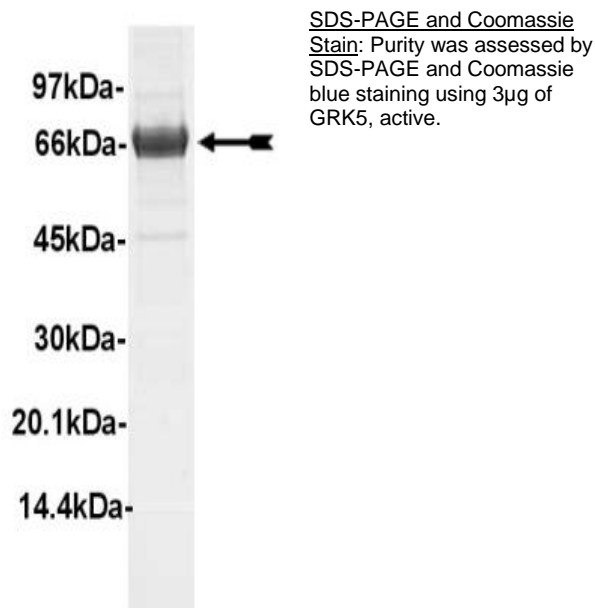 SDS-PAGE and Coomassie
Stain: Purity was assessed by
SDS-PAGE and Coomassie
blue staining using 3µg of
GRK5, active.
97kDa-
66kDa-
45kDa-
30kDa-
20.1kDa-
14.4kDa-